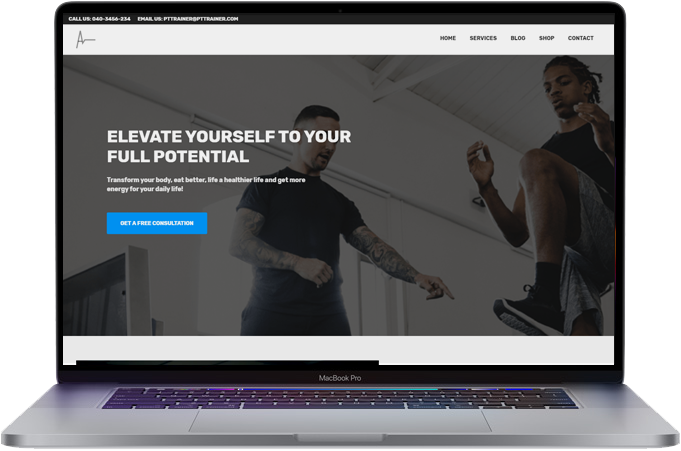 CALL US: 040-3456-234 EMAIL US: PTTRAINER@PTTRAINER.COM
HOME SERVICES BLOG SHOP CONTACT
ELEVATE YOURSELF TO YOUR
FULL POTENTIAL
Transform your body, eat better, life a healthier life and get more
energy for your daily life!
GET A FREE CONSULTATION
MacBook Pro